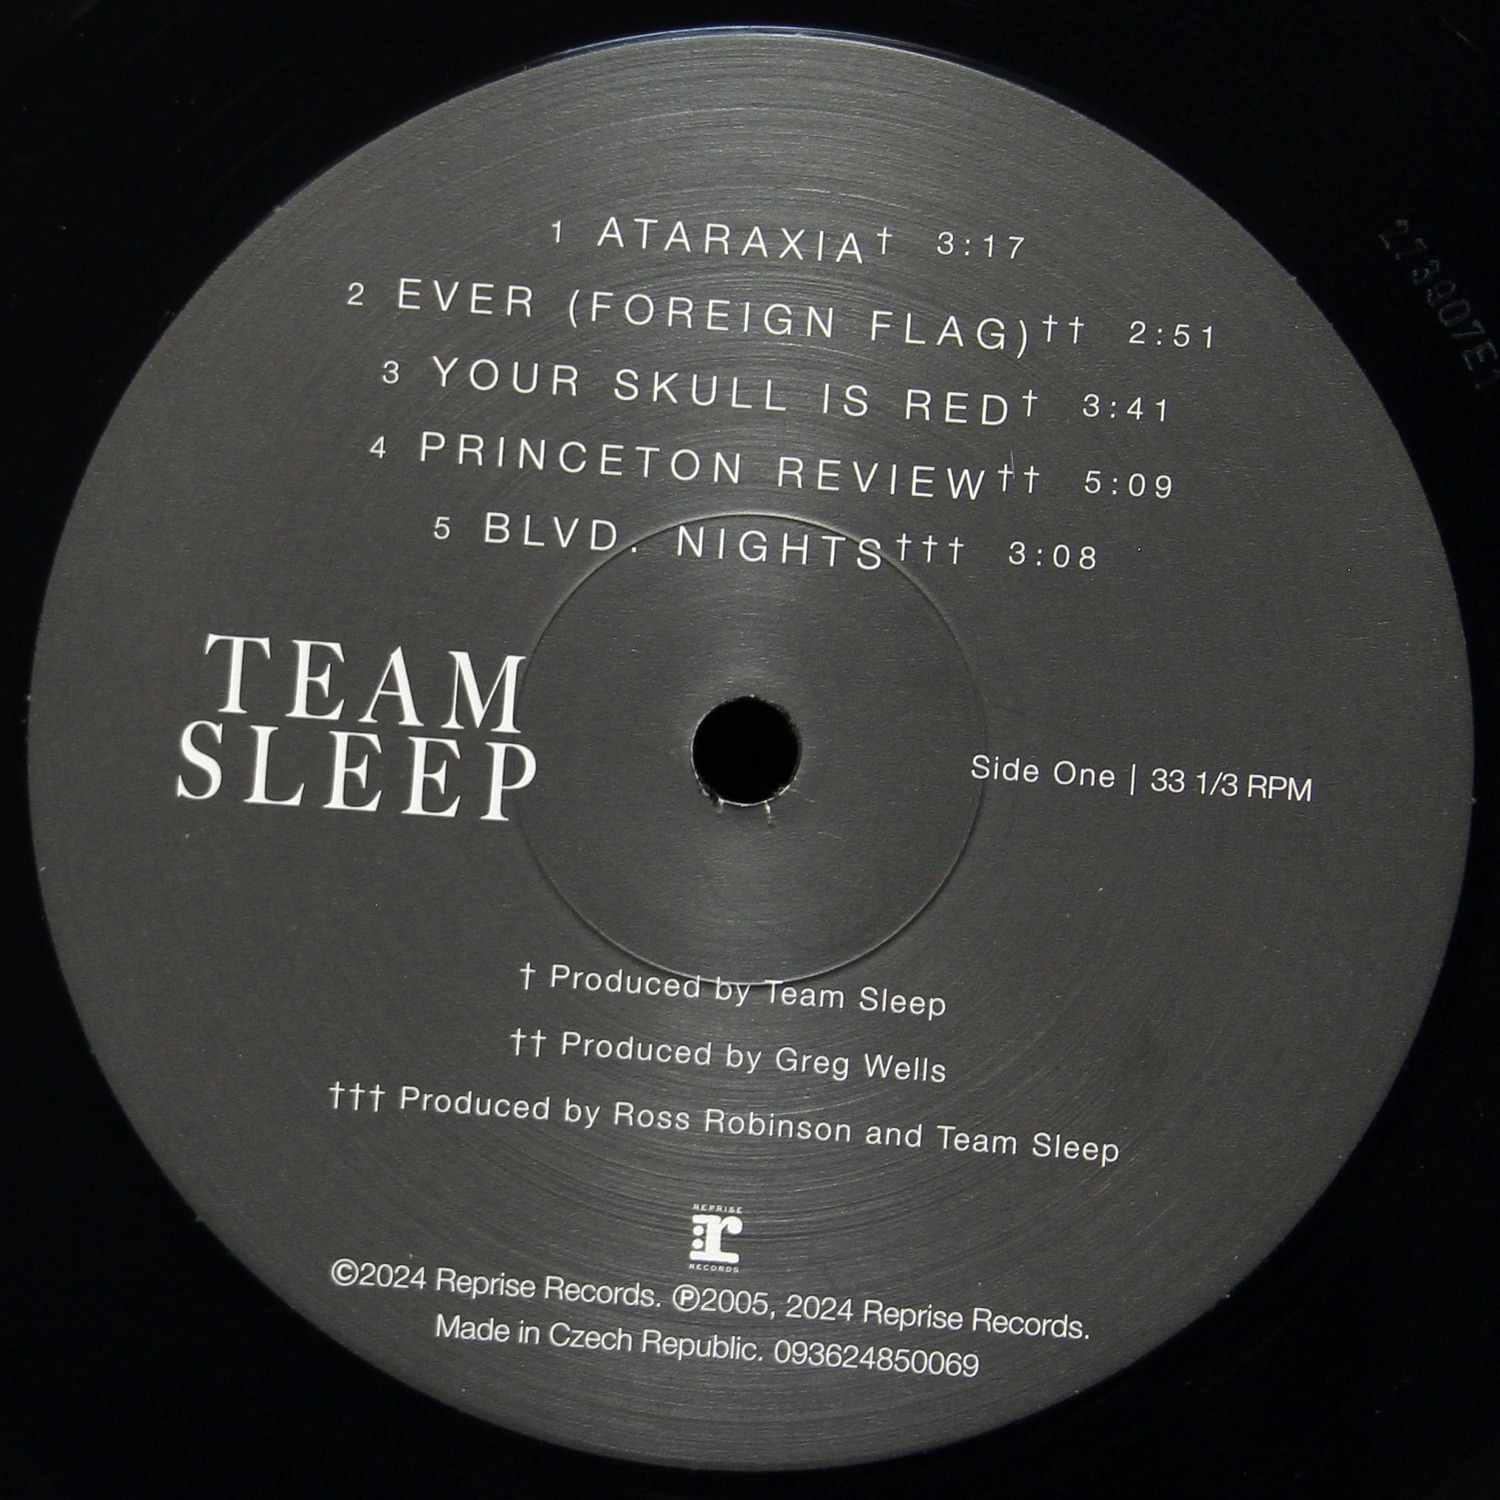 1 ATARAXIA† 3:17
2 EVER (FOREIGN FLAG)†† 2:51
3 YOUR SKULL IS RED† 3:41
4 PRINCETON REVIEW†† 5:09
5 BLVD. NIGHTS††† 3:08
TEAM
SLEEP
Side One | 33 1/3 RPM
† Produced by Team Sleep
†† Produced by Greg Wells
††† Produced by Ross Robinson and Team Sleep
REPRISE
r
RECORDS
©2024 Reprise Records. ℗2005, 2024 Reprise Records.
Made in Czech Republic. 093624850069
273907E1